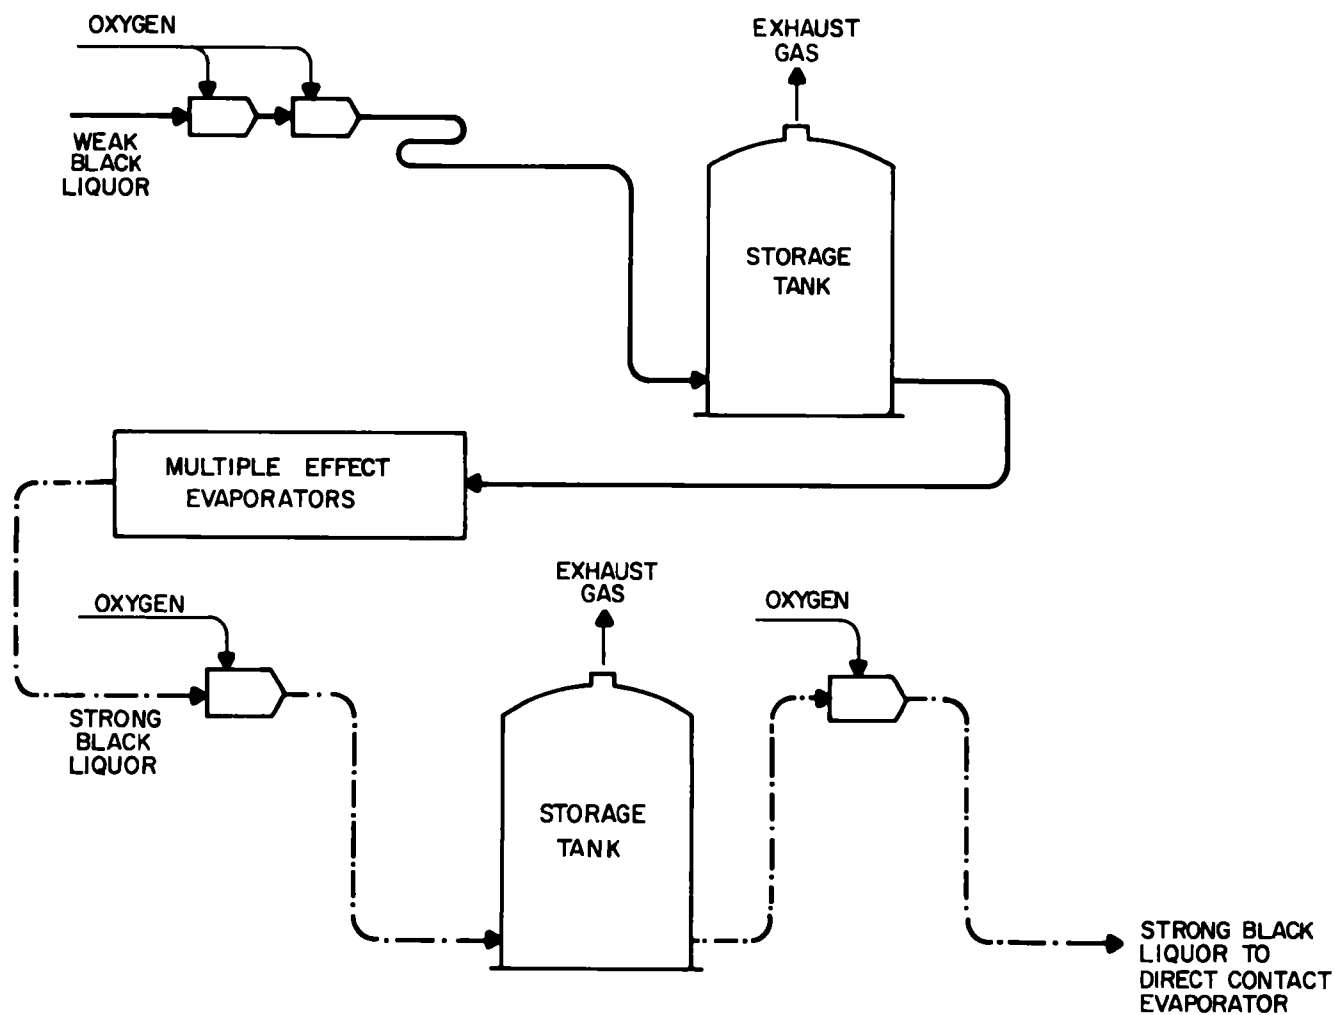 OXYGEN
EXHAUST
GAS
WEAK
BLACK
LIQUOR
STORAGE
TANK
MULTIPLE EFFECT
EVAPORATORS
EXHAUST
GAS
OXYGEN
OXYGEN
STRONG
BLACK
LIQUOR
STORAGE
TANK
STRONG BLACK
LIQUOR TO
DIRECT CONTACT
EVAPORATOR